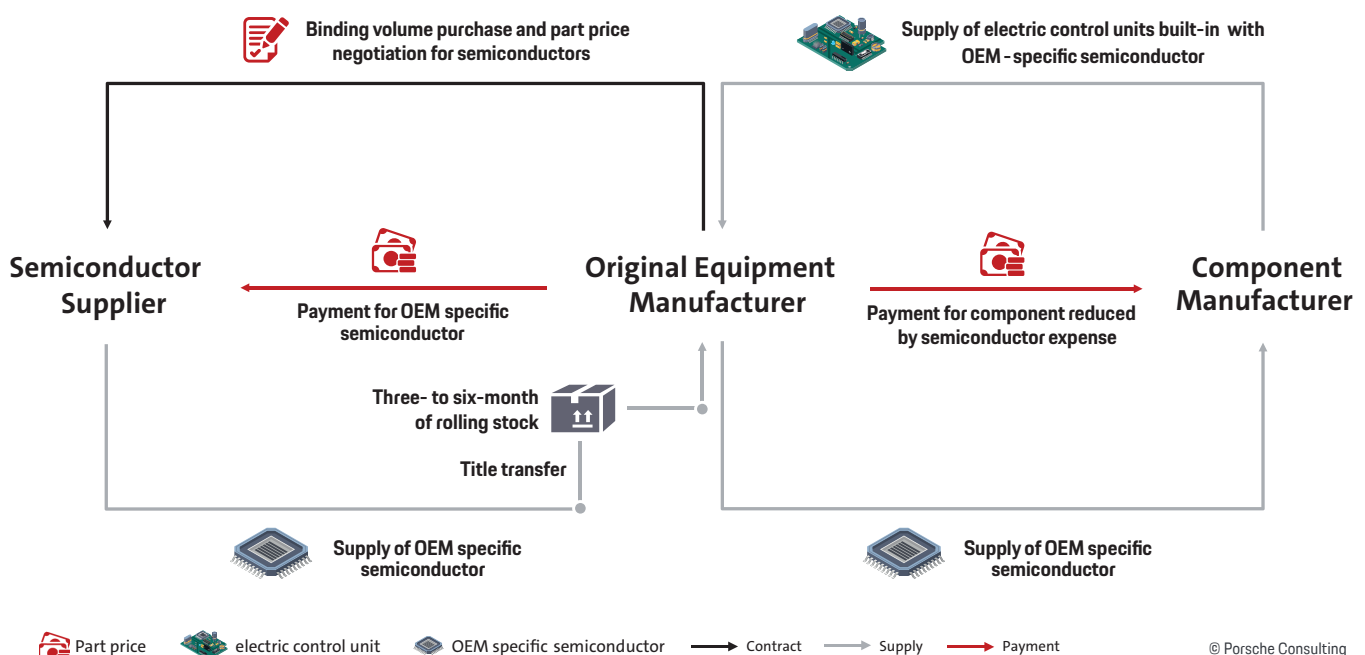 Binding volume purchase and part price
negotiation for semiconductors
Supply of electric control units built-in with
OEM-specific semiconductor
Semiconductor
Supplier
Payment for OEM specific
semiconductor
Original Equipment
Manufacturer
Payment for component reduced
by semiconductor expense
Component
Manufacturer
Three- to six-month
of rolling stock
Title transfer
Supply of OEM specific
semiconductor
Supply of OEM specific
semiconductor
Part price
electric control unit
OEM specific semiconductor
Contract
Supply
Payment
© Porsche Consulting